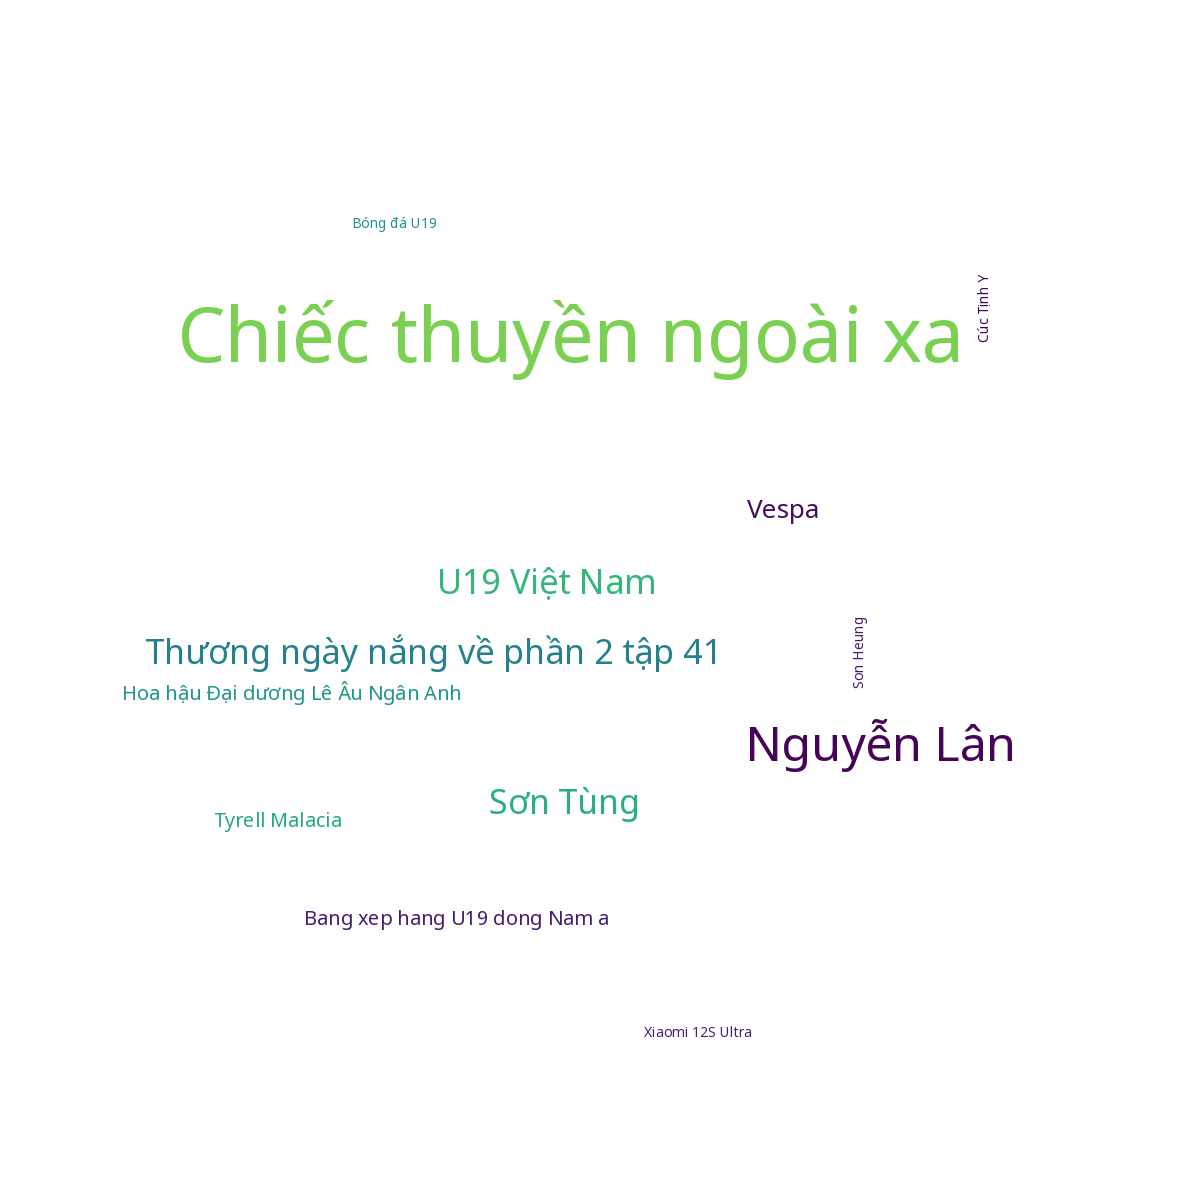 Bóng đá U19
Cúc Tịnh Y
Chiếc thuyền ngoài xa
Vespa
U19 Việt Nam
Thương ngày nắng về phần 2 tập 41
Son Heung
Hoa hậu Đại dương Lê Âu Ngân Anh
Nguyễn Lân
Sơn Tùng
Tyrell Malacia
Bang xep hang U19 dong Nam a
Xiaomi 12S Ultra